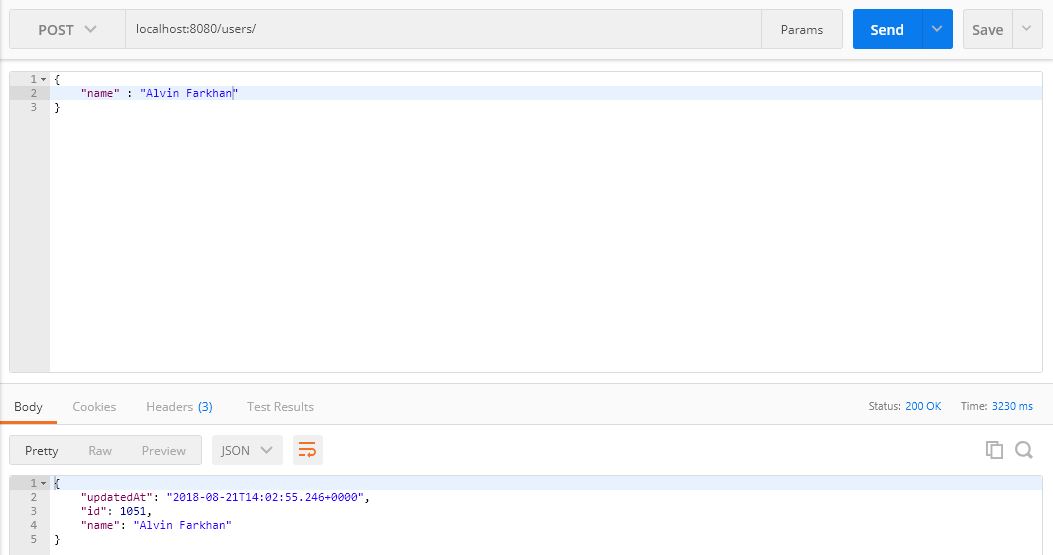 POST localhost:8080/users/ Params Send Save
1 {
2 "name" : "Alvin Farkhan"
3 }
Body Cookies Headers (3) Test Results Status: 200 OK Time: 3230 ms
Pretty Raw Preview JSON
1 {
2 "updatedAt": "2018-08-21T14:02:55.246+0000",
3 "id": 1051,
4 "name": "Alvin Farkhan"
5 }